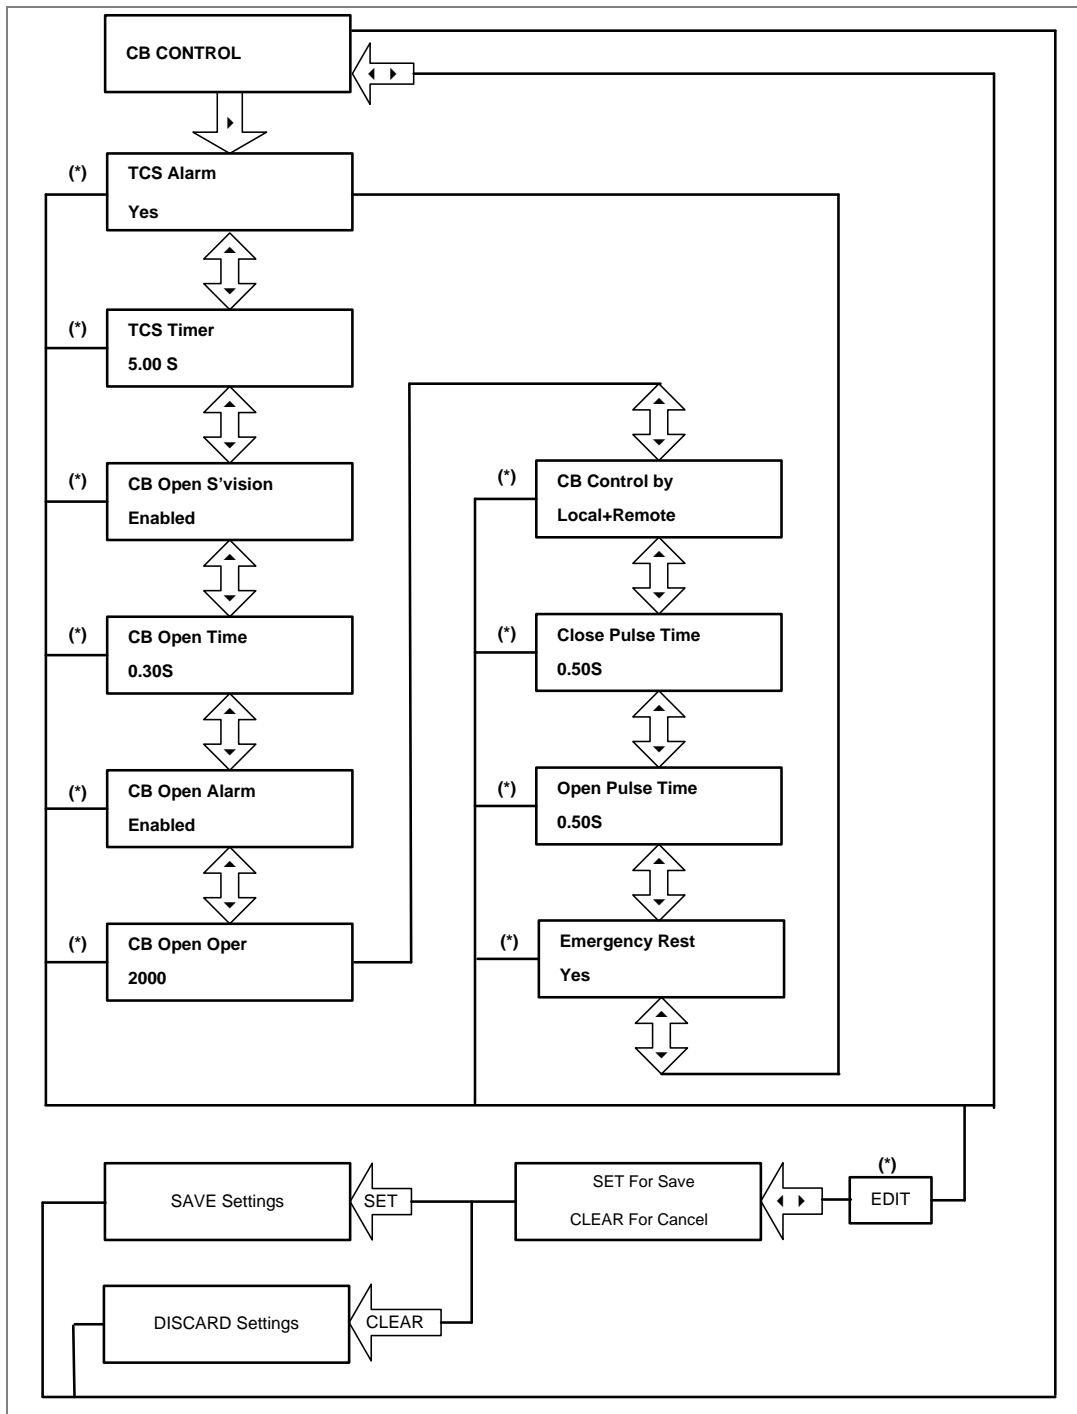 CB CONTROL
(*)
TCS Alarm
Yes
(*)
TCS Timer
5.00 S
(*)
CB Open S’vision
Enabled
(*)
CB Open Time
0.30S
(*)
CB Open Alarm
Enabled
(*)
CB Open Oper
2000
(*)
CB Control by
Local+Remote
(*)
Close Pulse Time
0.50S
(*)
Open Pulse Time
0.50S
(*)
Emergency Rest
Yes
(*)
EDIT
SET For Save
CLEAR For Cancel
SET
SAVE Settings
CLEAR
DISCARD Settings